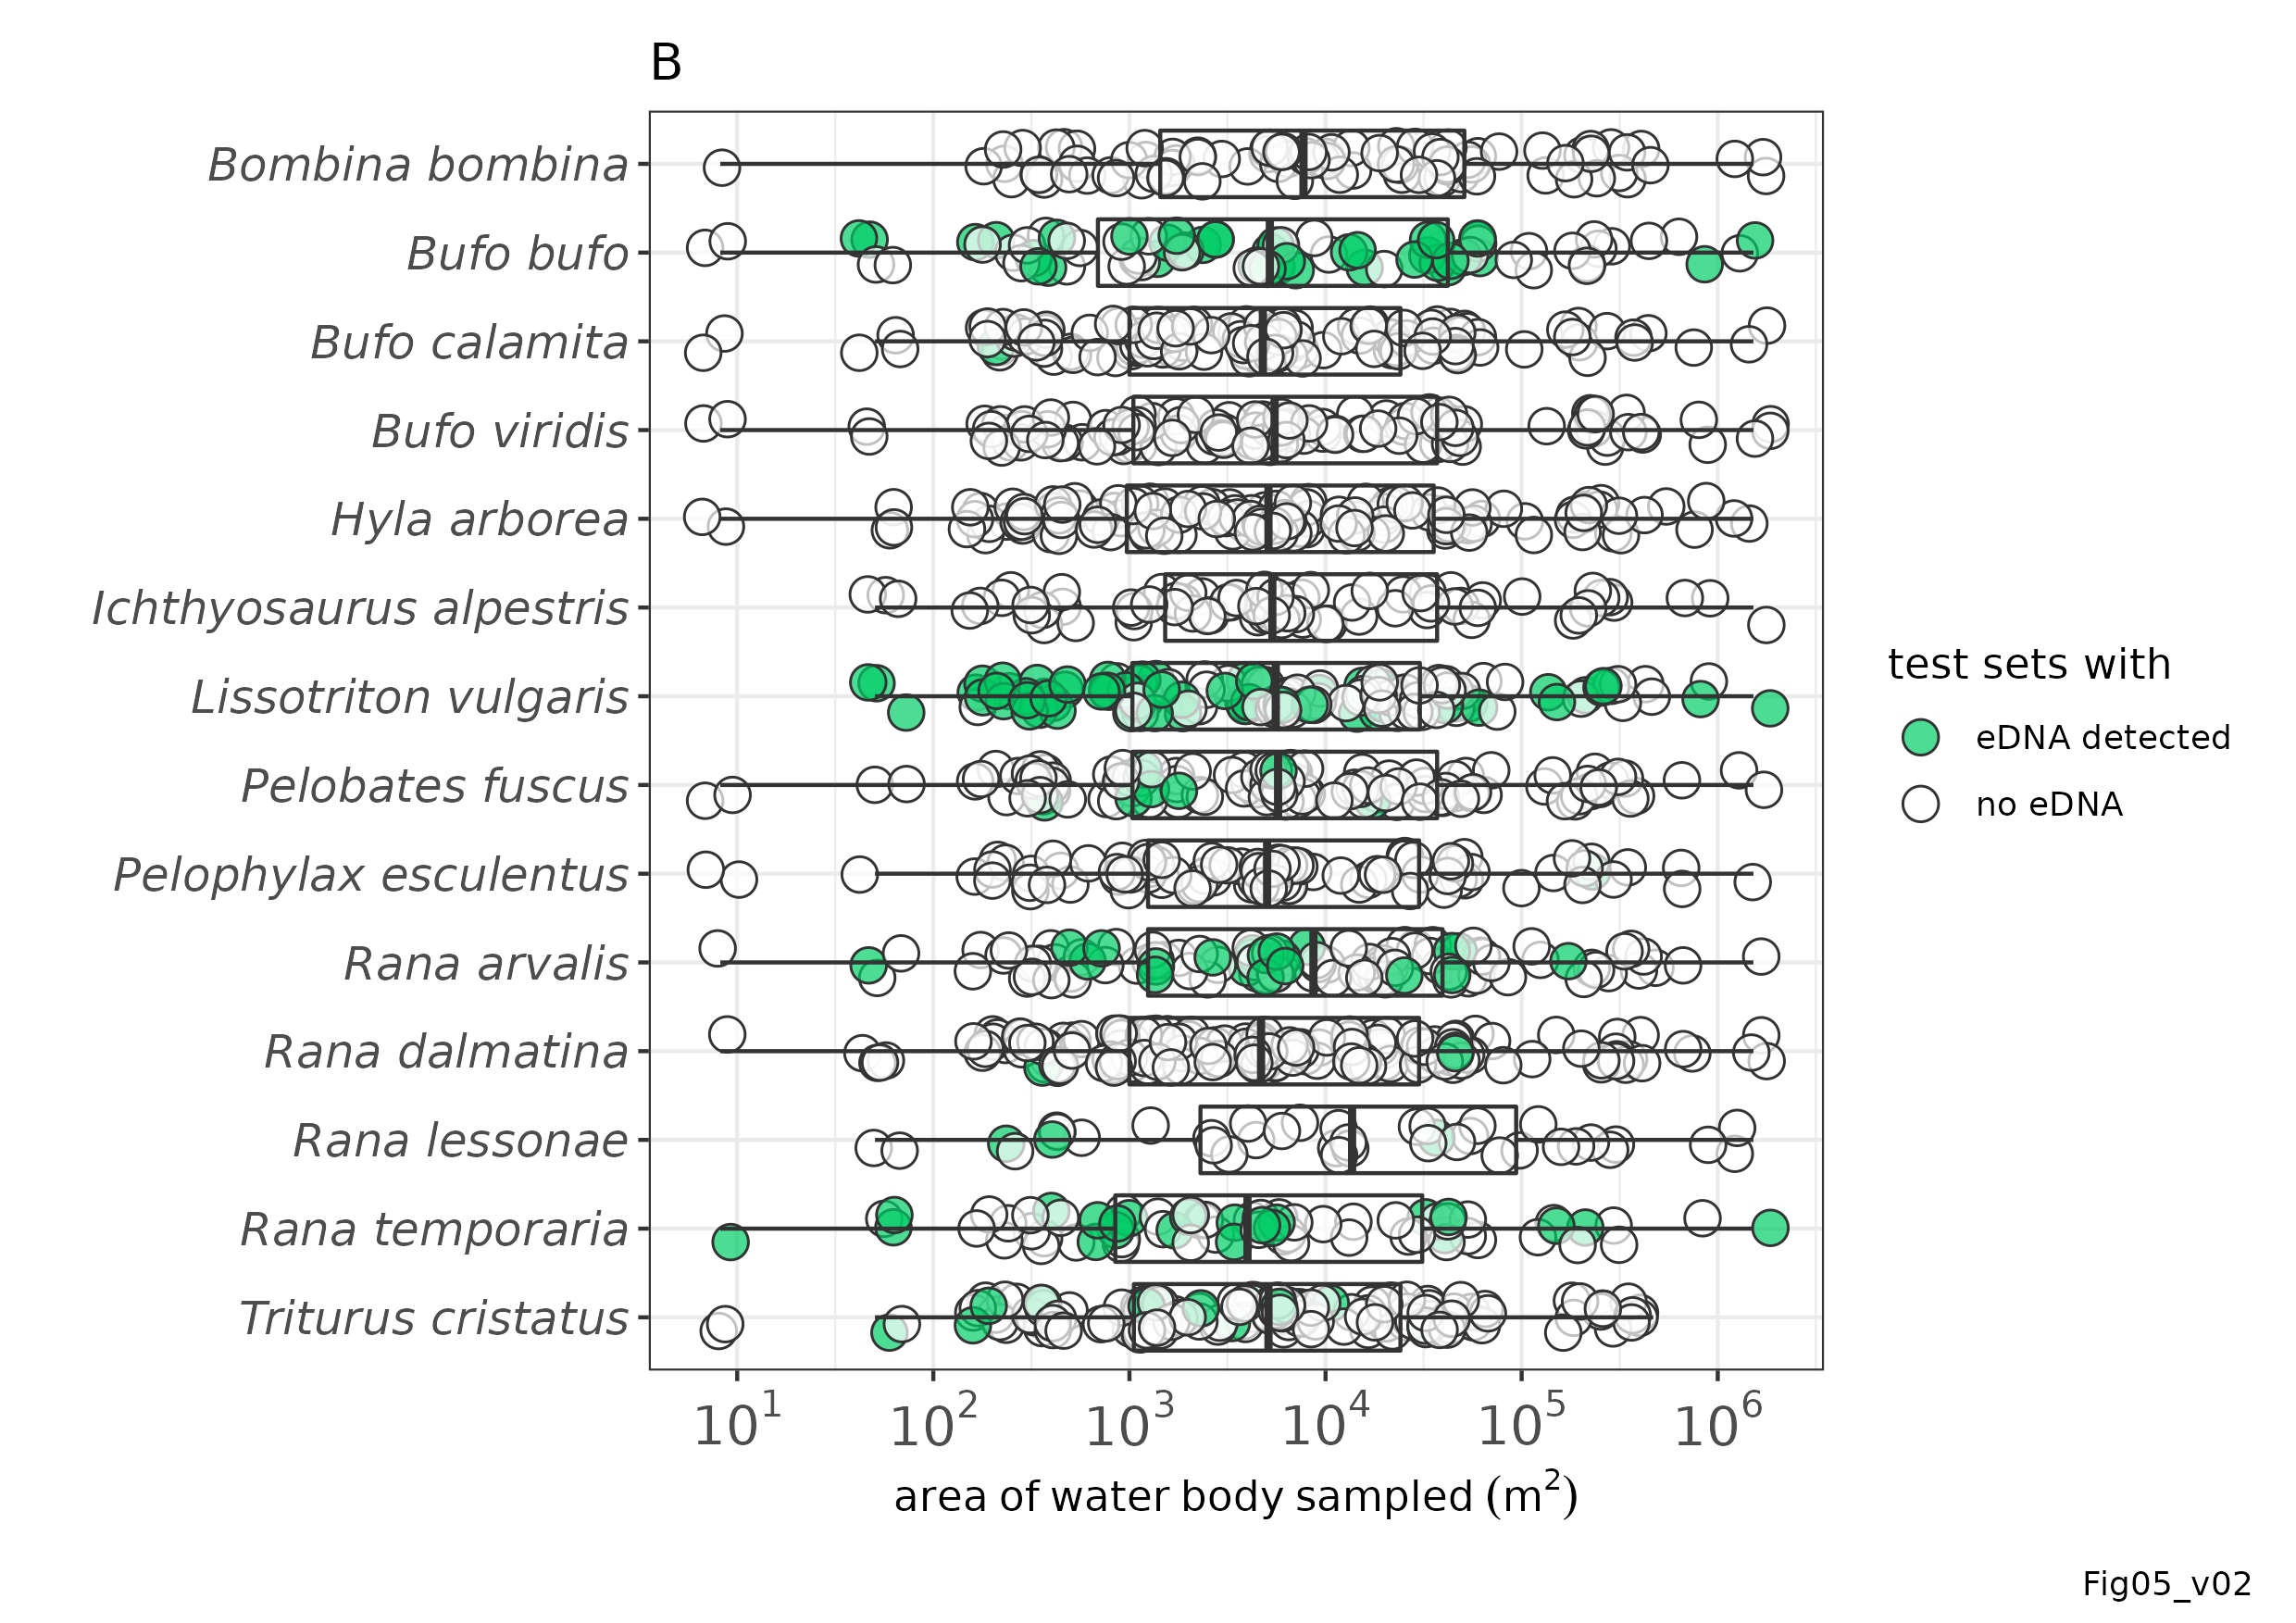 B
Bombina bombina
Bufo bufo
Bufo calamita
Bufo viridis
Hyla arborea
Ichthyosaurus alpestris
Lissotriton vulgaris
Pelobates fuscus
Pelophylax esculentus
Rana arvalis
Rana dalmatina
Rana lessonae
Rana temporaria
Triturus cristatus
10¹ 10² 10³ 10⁴ 10⁵ 10⁶
area of water body sampled (m²)
test sets with
eDNA detected
no eDNA
Fig05_v02